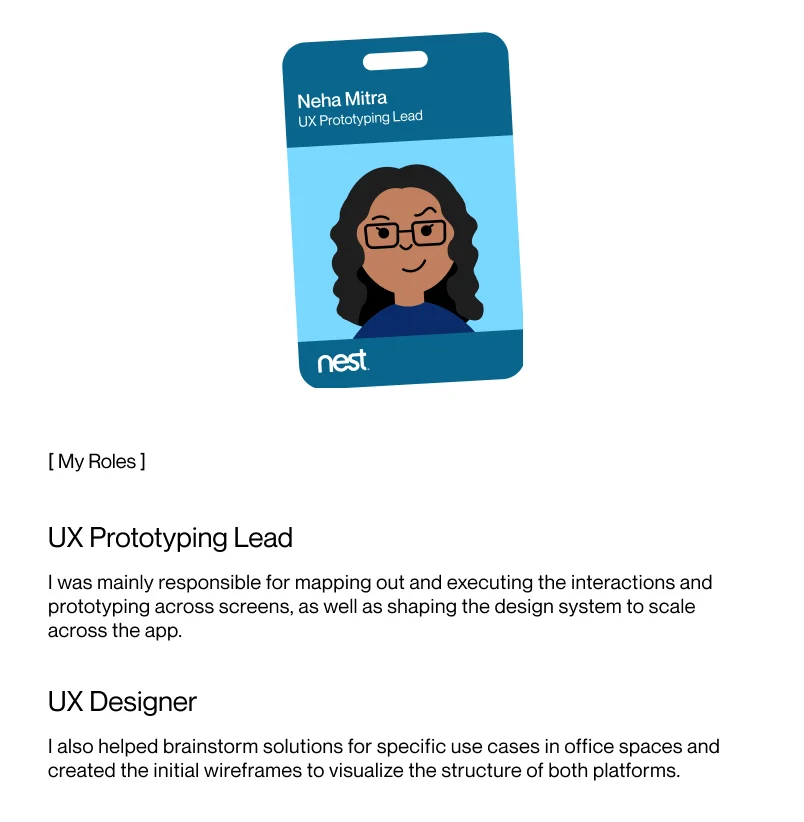 Neha Mitra
UX Prototyping Lead
nest
[ My Roles ]
UX Prototyping Lead
I was mainly responsible for mapping out and executing the interactions and
prototyping across screens, as well as shaping the design system to scale
across the app.
UX Designer
I also helped brainstorm solutions for specific use cases in office spaces and
created the initial wireframes to visualize the structure of both platforms.